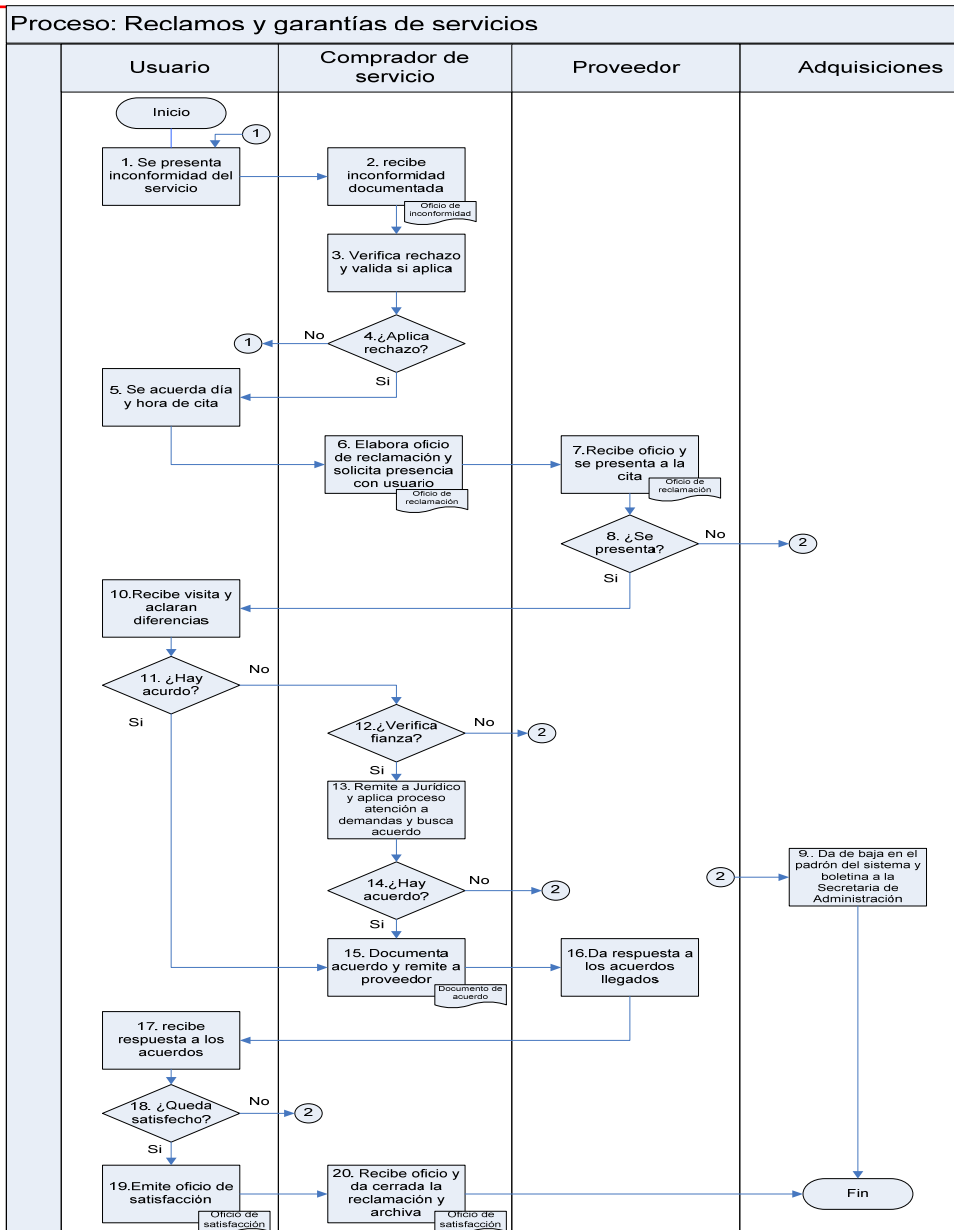 Proceso: Reclamos y garantías de servicios
Usuario
Comprador de
servicio
Proveedor
Adquisiciones
Inicio
1
1. Se presenta
inconformidad del
servicio
2. recibe
inconformidad
documentada
Oficio de
inconformidad
3. Verifica rechazo
y valida si aplica
4.¿Aplica
rechazo?
No
1
Si
5. Se acuerda día
y hora de cita
6. Elabora oficio
de reclamación y
solicita presencia
con usuario
Oficio de
reclamación
7.Recibe oficio y
se presenta a la
cita
Oficio de
reclamación
8. ¿Se
presenta?
No
2
Si
10.Recibe visita y
aclaran
diferencias
11. ¿Hay
acurdo?
No
Si
12.¿Verifica
fianza?
No
2
Si
13. Remite a Jurídico
y aplica proceso
atención a
demandas y busca
acuerdo
14.¿Hay
acuerdo?
No
2
Si
2
9.. Da de baja en el
padrón del sistema y
boletina a la
Secretaria de
Administración
15. Documenta
acuerdo y remite a
proveedor
Documento de
acuerdo
16.Da respuesta a
los acuerdos
llegados
17. recibe
respuesta a los
acuerdos
18. ¿Queda
satisfecho?
No
2
Si
19.Emite oficio de
satisfacción
Oficio de
satisfacción
20. Recibe oficio y
da cerrada la
reclamación y
archiva
Oficio de
satisfacción
Fin